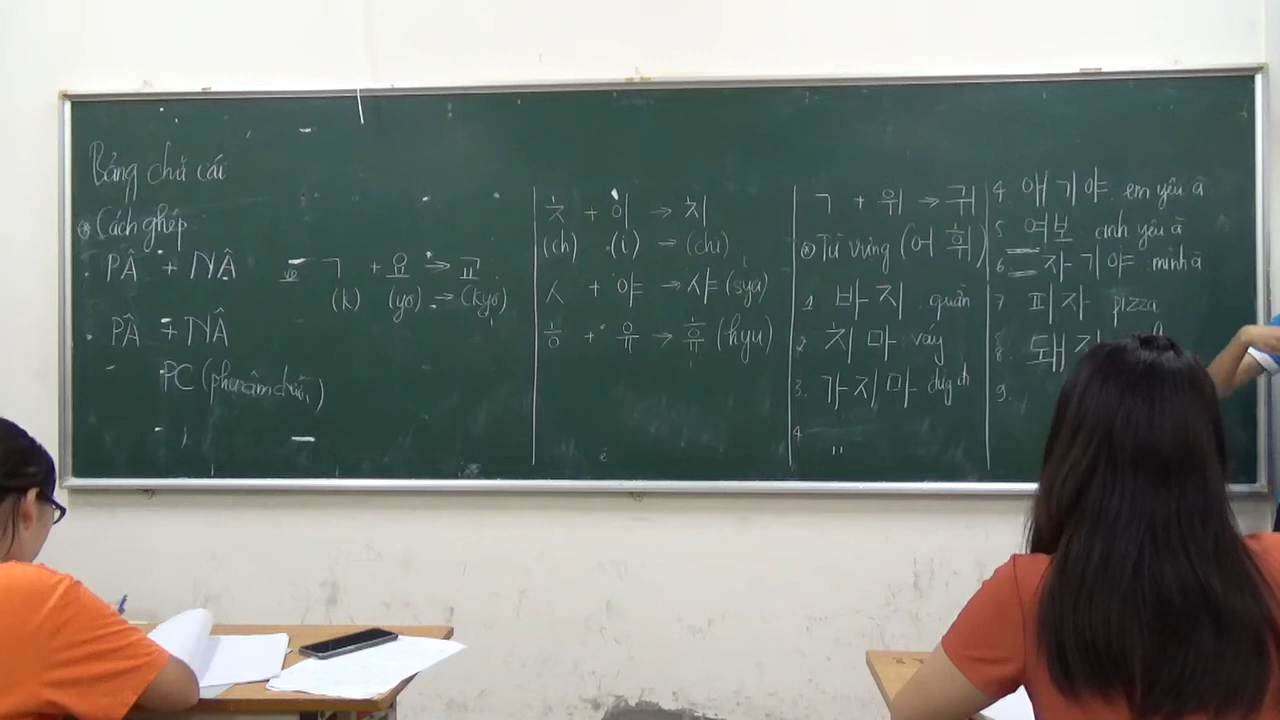 Bảng chữ cái
⊛ Cách ghép
PÂ + NÂ
VD ㄱ + 요 → ㅛ
(k) (yo) → (kyo)
PÂ + NÂ
PC (phụ âm cuối)
ㅊ + 이 → 치
(ch) (i) → (chi)
ㅅ + 야 → 샤 (sya)
ㅎ + 유 → 휴 (hyu)
ㄱ + 위 → 귀
⊛ Từ vựng (어휘)
1 바지 quần
2 치마 váy
3. 가지마 đừng đi
4.
"
4. 애기야 em yêu à
5 여보 anh yêu à
6 자기야 mình à
7 피자 pizza
8. 돼지
9.